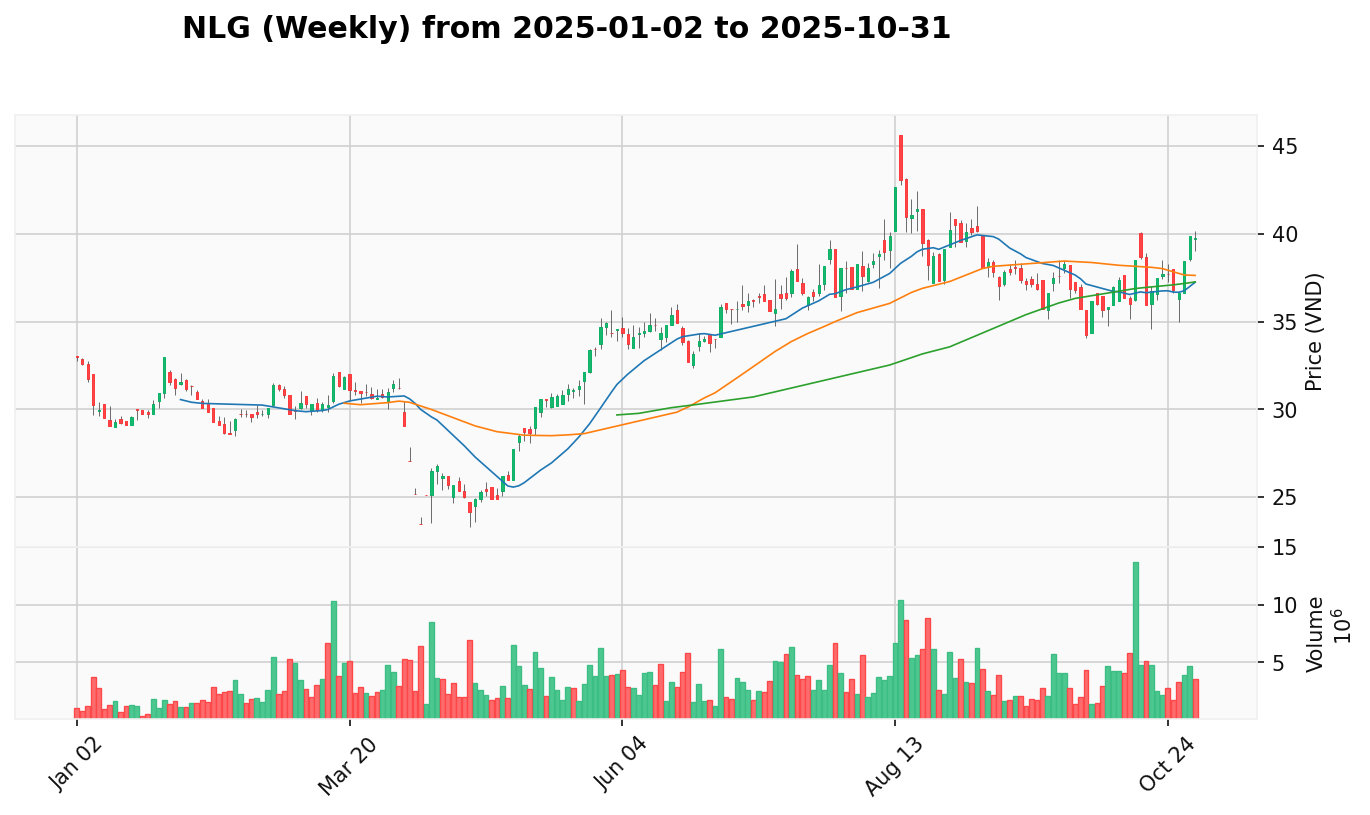 NLG (Weekly) from 2025-01-02 to 2025-10-31
45
40
35
30
25
Price (VND)
15
10
5
Volume
10⁶
Jan 02
Mar 20
Jun 04
Aug 13
Oct 24